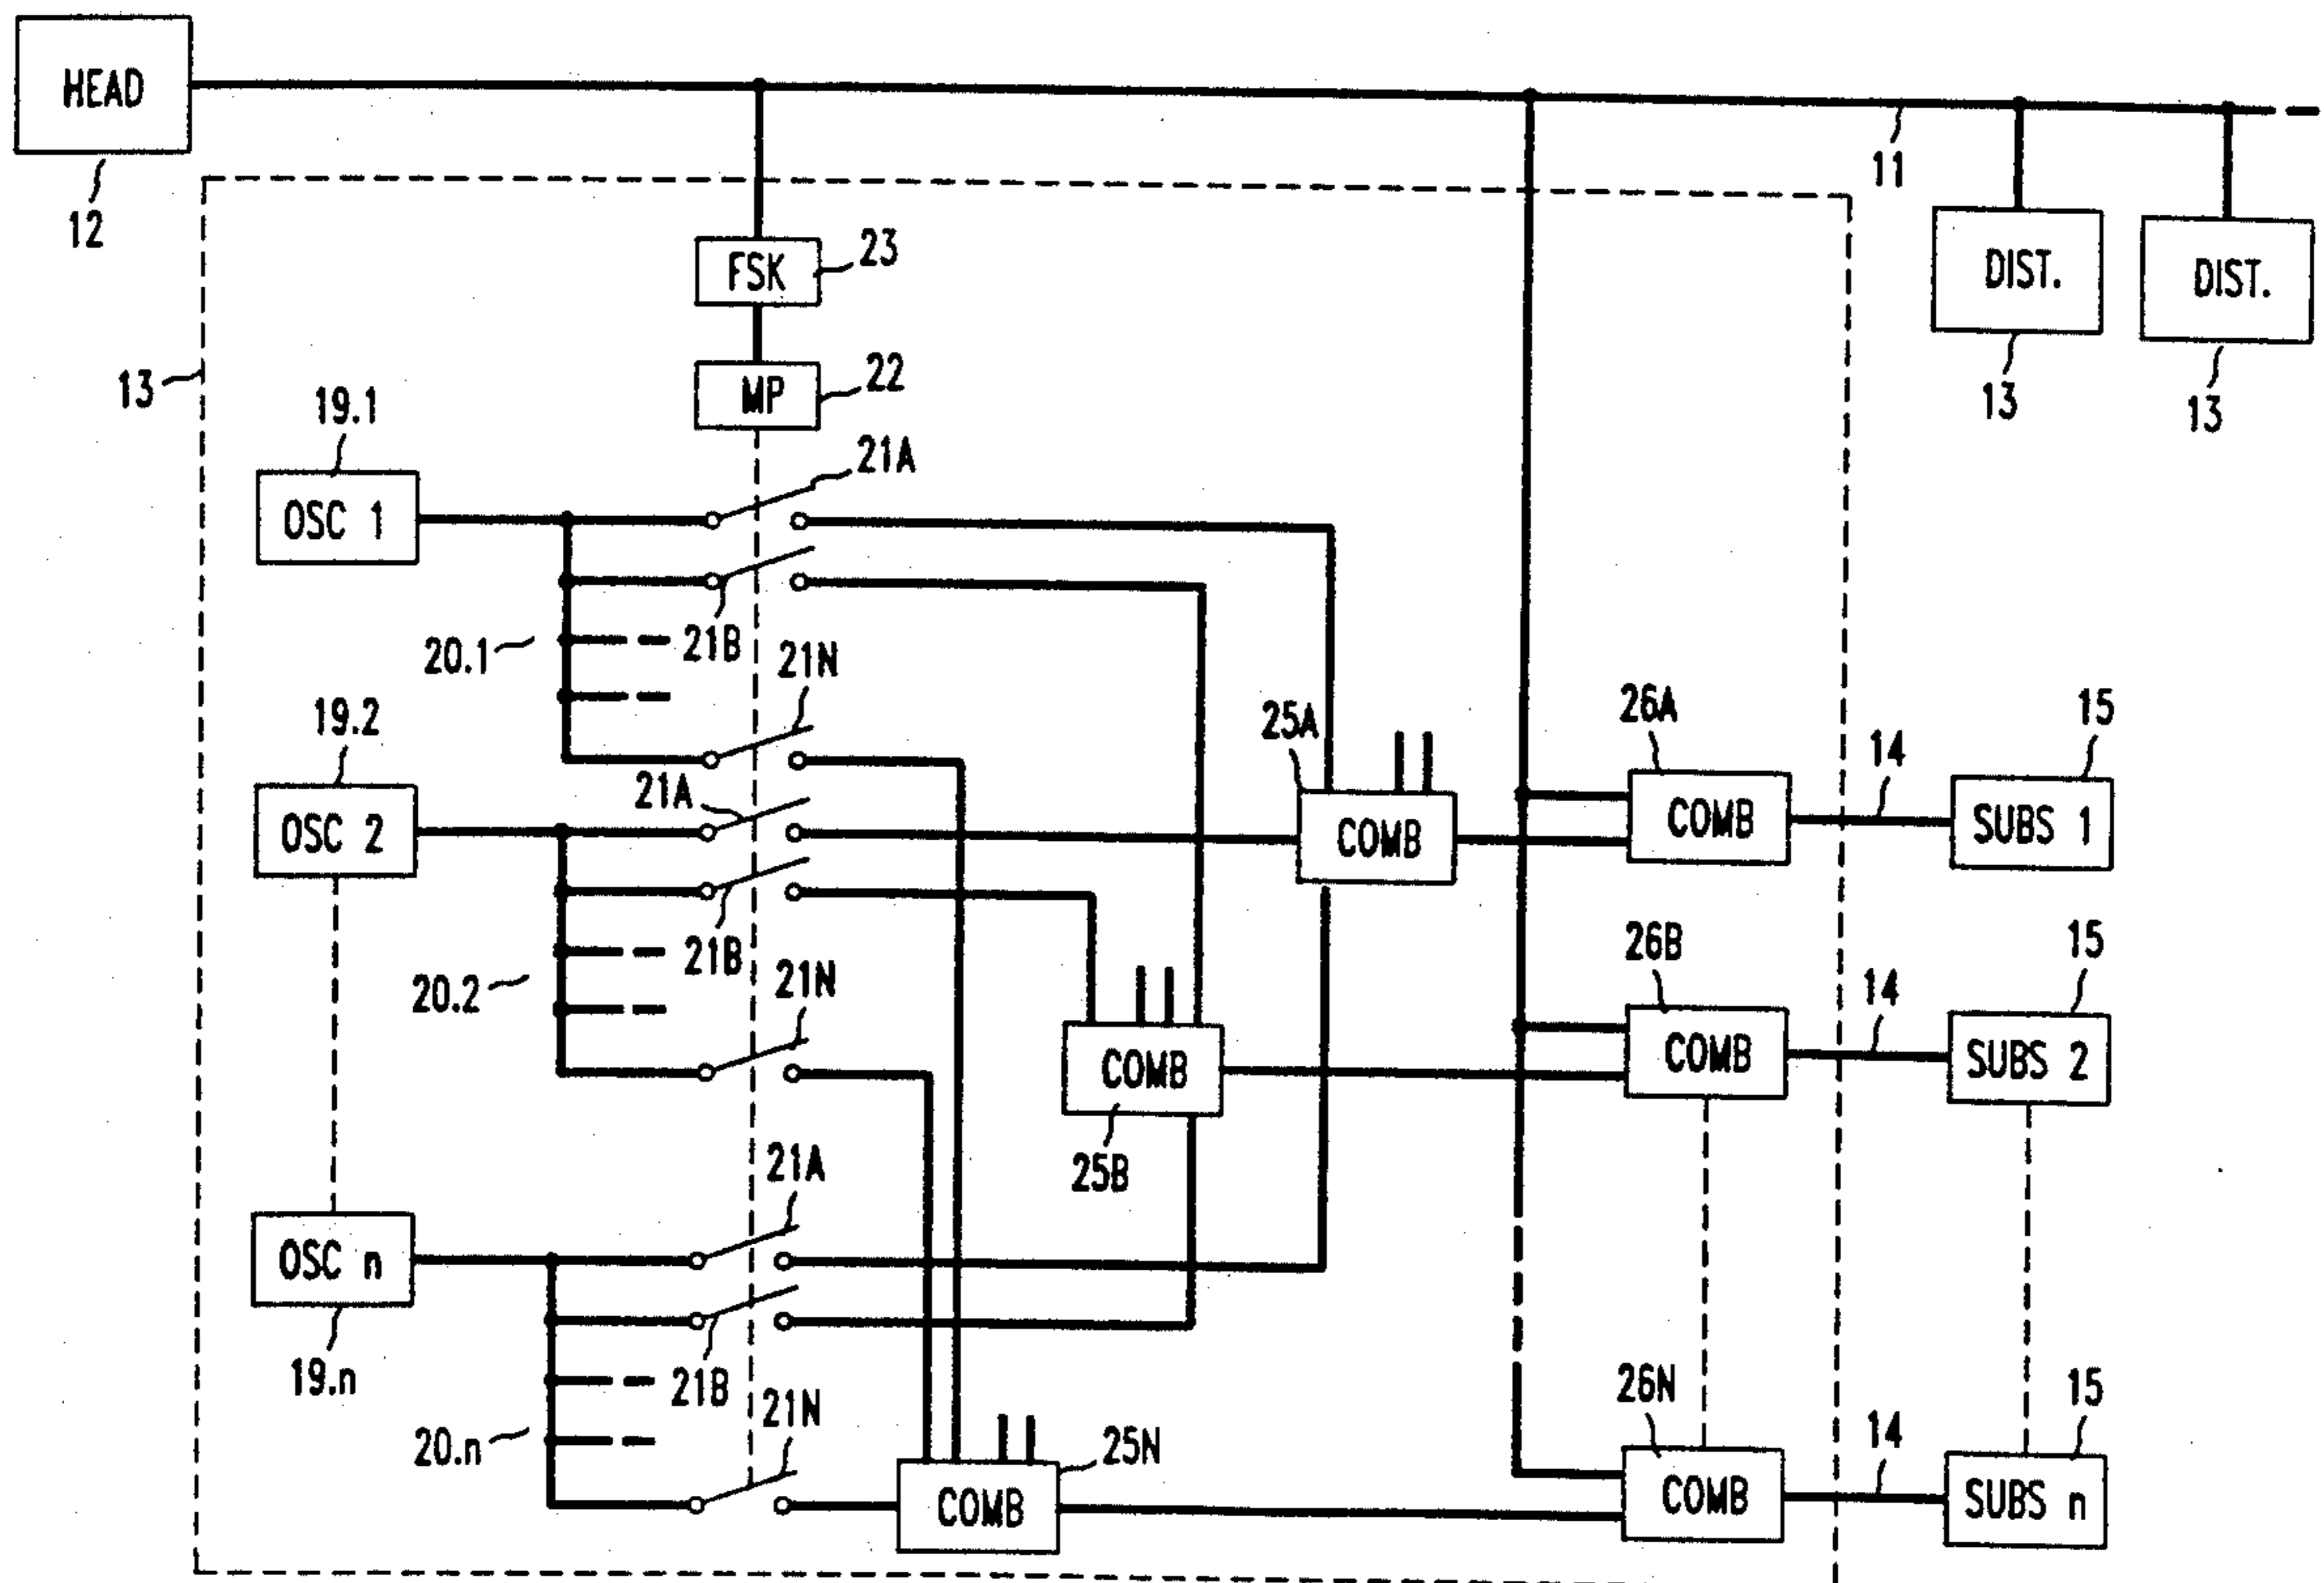 HEAD
12
11
13
DIST.
13
DIST.
13
FSK
23
MP
22
19.1
OSC 1
21A
21B
20.1
21N
19.2
OSC 2
21A
21B
20.2
21N
25A
COMB
26A
COMB
14
15
SUBS 1
26B
COMB
14
15
SUBS 2
COMB
25B
21A
OSC n
19.n
21B
20.n
21N
COMB
25N
26N
COMB
14
15
SUBS n